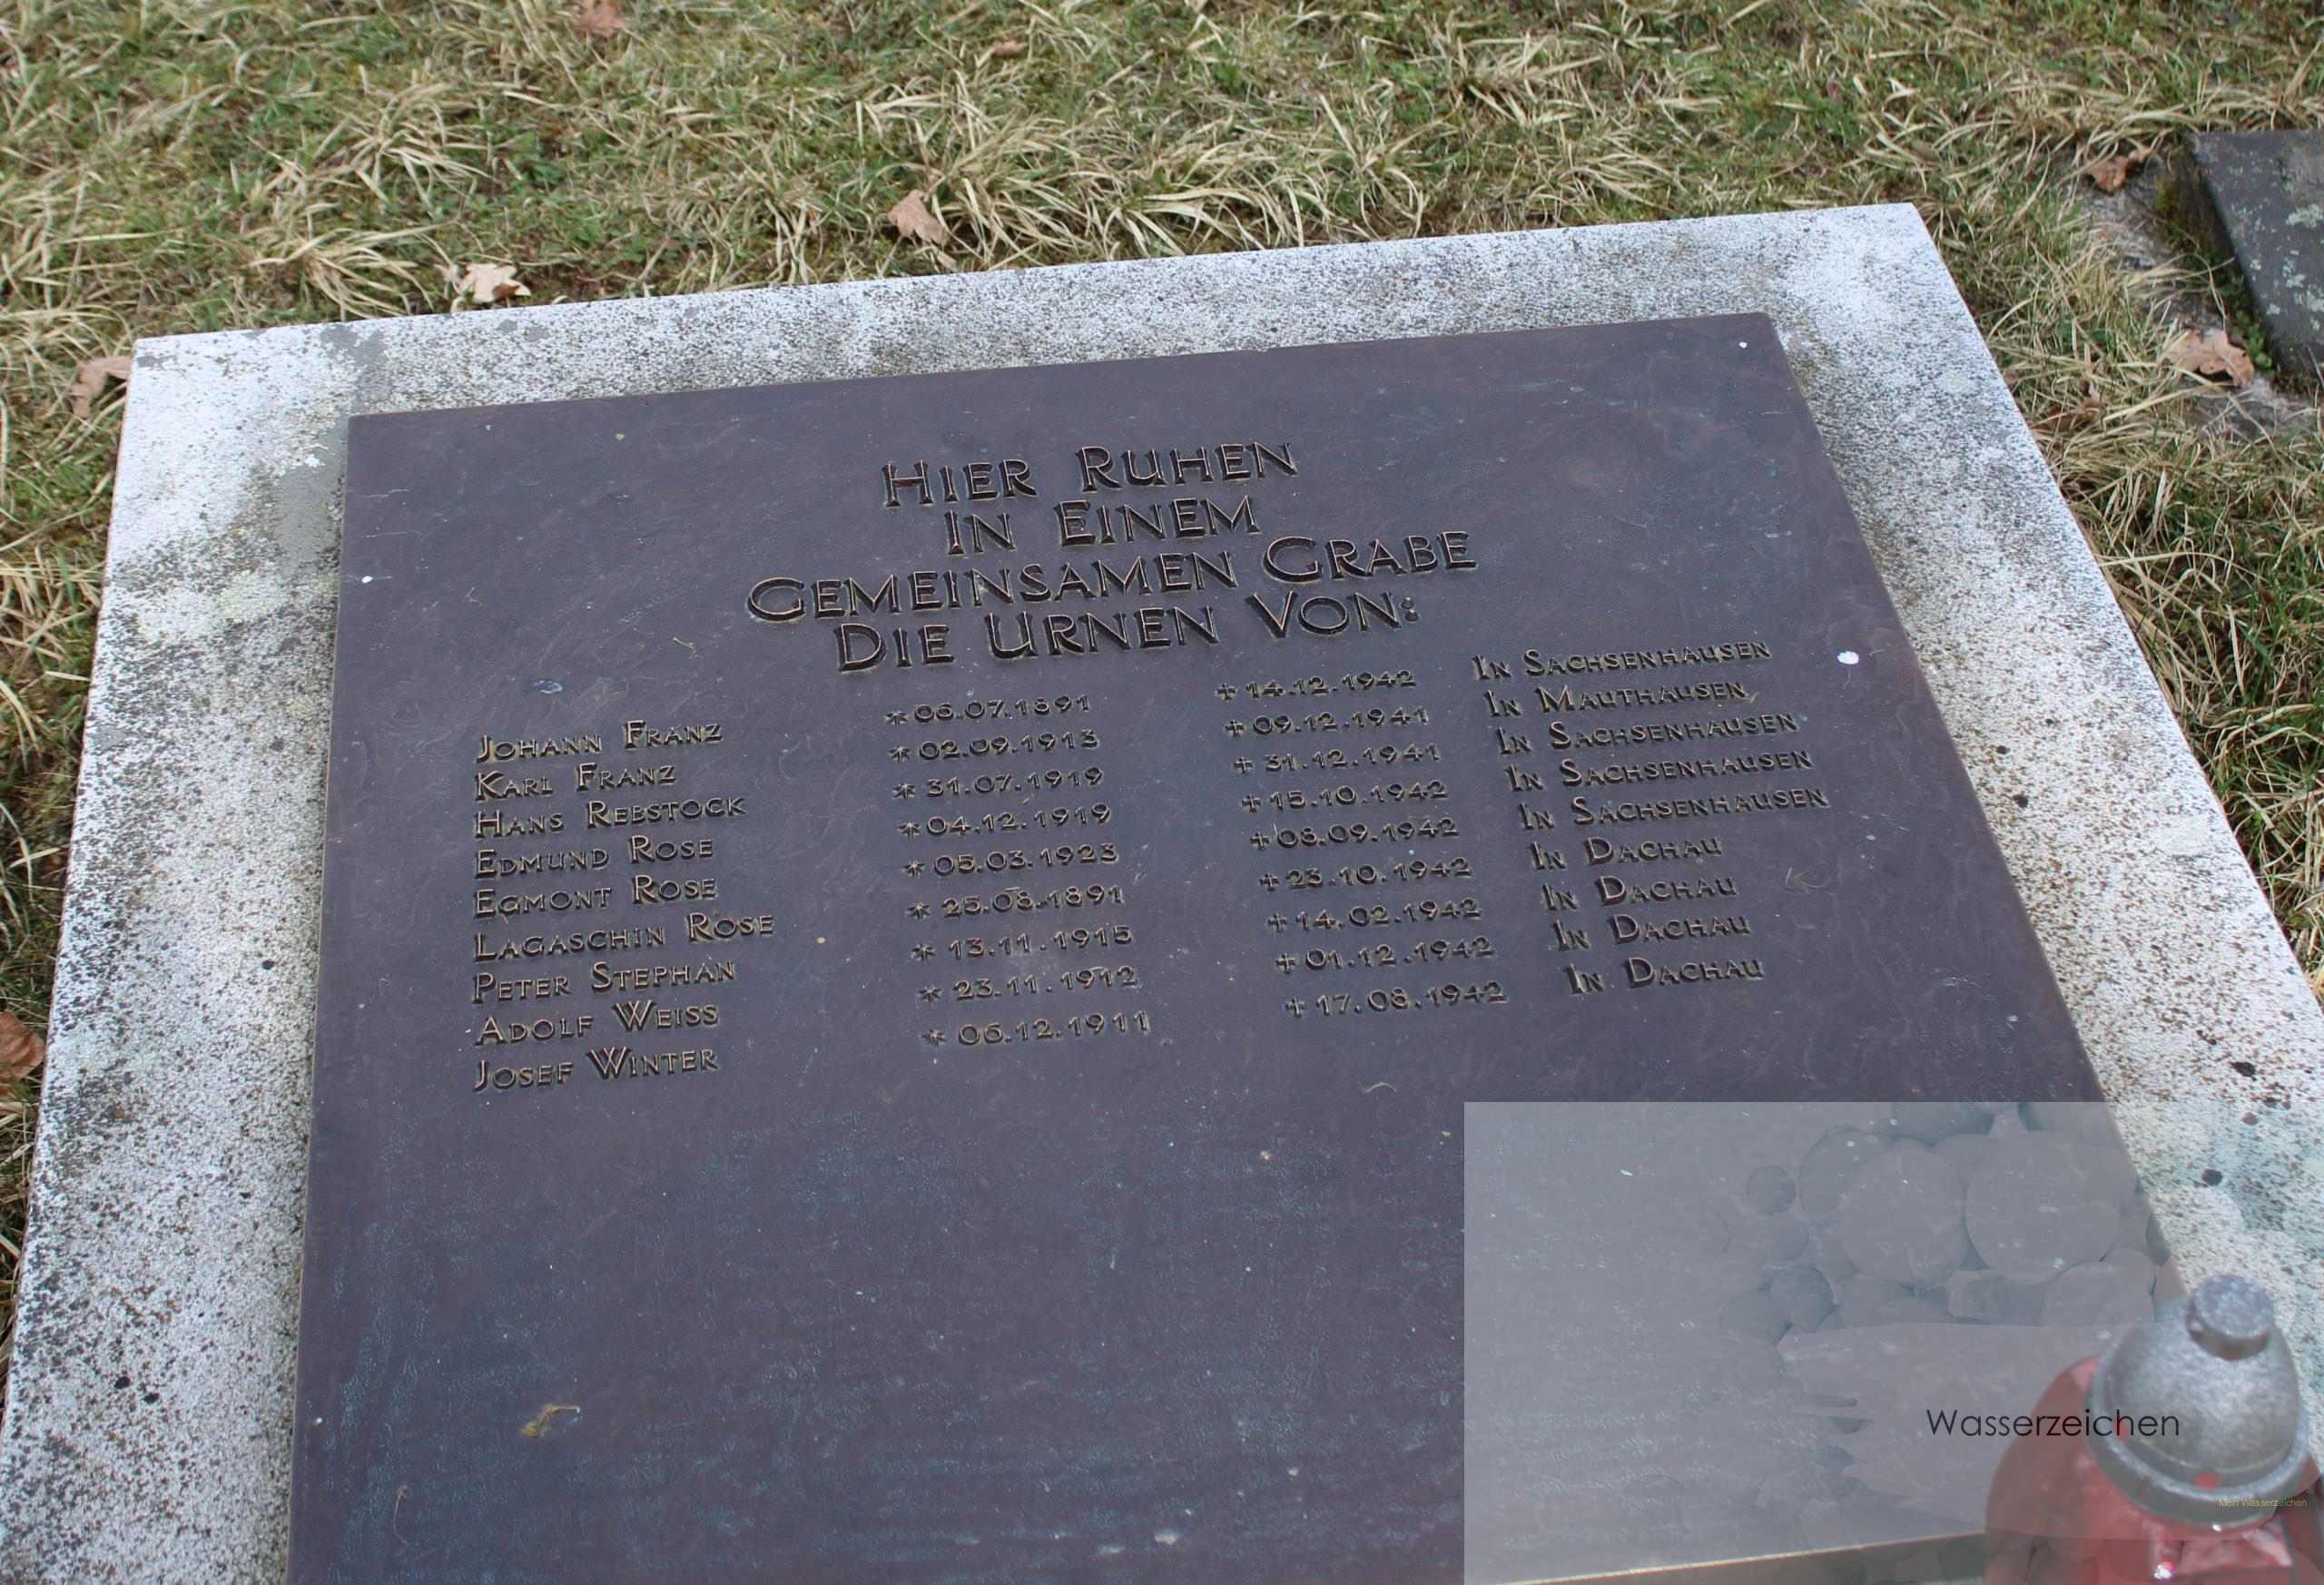 HIER RUHEN
IN EINEM
GEMEINSAMEN GRABE
DIE URNEN VON:
JOHANN FRANZ *06.07.1891 +14.12.1942 IN SACHSENHAUSEN
KARL FRANZ *02.09.1913 +09.12.1941 IN MAUTHAUSEN
HANS REBSTOCK *31.07.1919 +31.12.1941 IN SACHSENHAUSEN
EDMUND ROSE *04.12.1919 +15.10.1942 IN SACHSENHAUSEN
EGMONT ROSE *05.03.1923 +08.09.1942 IN SACHSENHAUSEN
LAGASCHIN ROSE *25.08.1891 +23.10.1942 IN DACHAU
PETER STEPHAN *13.11.1915 +14.02.1942 IN DACHAU
ADOLF WEISS *23.11.1912 +01.12.1942 IN DACHAU
JOSEF WINTER *06.12.1911 +17.08.1942 IN DACHAU
Wasserzeichen
Mein Wasserzeichen